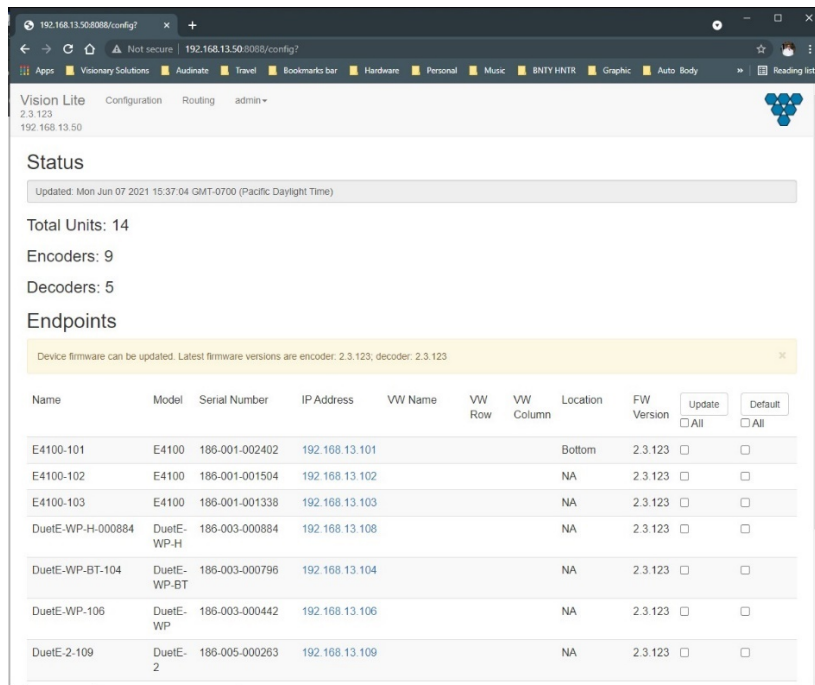 192.168.13.50:8088/config?
Not secure | 192.168.13.50:8088/config?
Apps Visionary Solutions Audinate Travel Bookmarks bar Hardware Personal Music BNTY HNTR Graphic Auto Body » Reading list
Vision Lite Configuration Routing admin
2.3.123
192.168.13.50
Status
Updated: Mon Jun 07 2021 15:37:04 GMT-0700 (Pacific Daylight Time)
Total Units: 14
Encoders: 9
Decoders: 5
Endpoints
Device firmware can be updated. Latest firmware versions are encoder: 2.3.123; decoder: 2.3.123
Name Model Serial Number IP Address VW Name VW Row VW Column Location FW Version Update Default
All All
E4100-101 E4100 186-001-002402 192.168.13.101 Bottom 2.3.123
E4100-102 E4100 186-001-001504 192.168.13.102 NA 2.3.123
E4100-103 E4100 186-001-001338 192.168.13.103 NA 2.3.123
DuetE-WP-H-000884 DuetE-WP-H 186-003-000884 192.168.13.108 NA 2.3.123
DuetE-WP-BT-104 DuetE-WP-BT 186-003-000796 192.168.13.104 NA 2.3.123
DuetE-WP-106 DuetE-WP 186-003-000442 192.168.13.106 NA 2.3.123
DuetE-2-109 DuetE-2 186-005-000263 192.168.13.109 NA 2.3.123